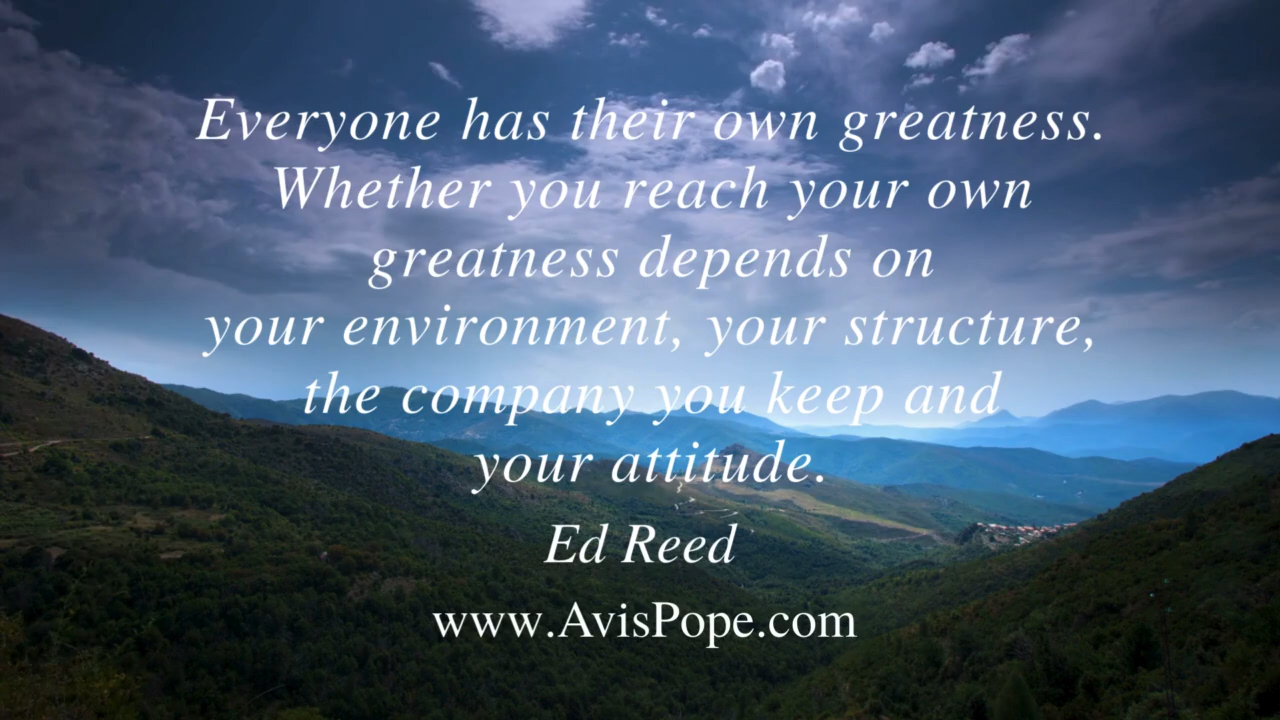 Everyone has their own greatness.
Whether you reach your own
greatness depends on
your environment, your structure,
the company you keep and
your attitude.
Ed Reed
www.AvisPope.com